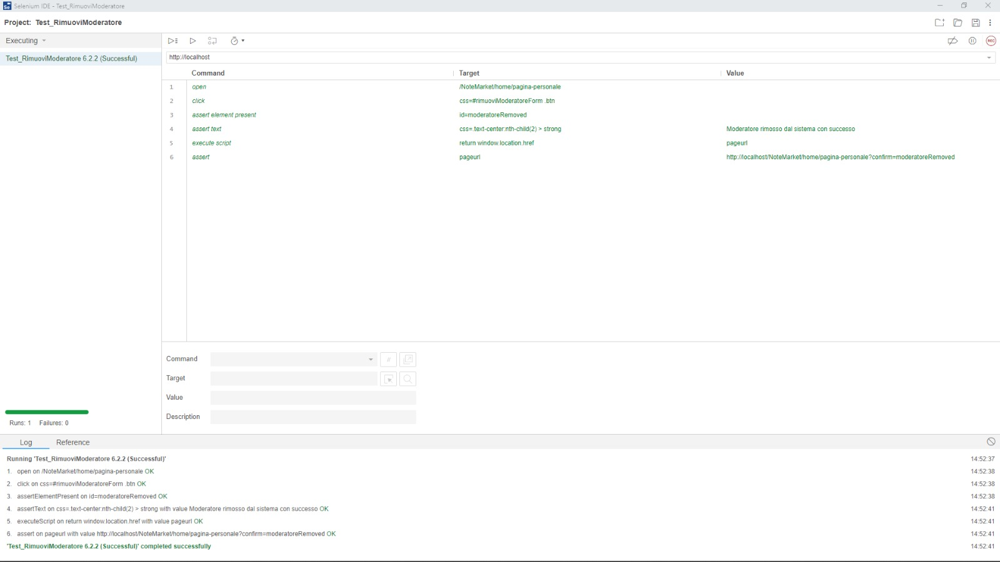 Selenium IDE - Test_RimuoviModeratore
Project: Test_RimuoviModeratore
Executing
REC
Test_RimuoviModeratore 6.2.2 (Successful)
http://localhost
Command Target Value
1 open /NoteMarket/home/pagina-personale
2 click css=#rimuoviModeratoreForm .btn
3 assert element present id=moderatoreRemoved
4 assert text css=.text-center:nth-child(2) > strong Moderatore rimosso dal sistema con successo
5 execute script return window.location.href pageurl
6 assert pageurl http://localhost/NoteMarket/home/pagina-personale?confirm=moderatoreRemoved
Command //
Target
Value
Description
Runs: 1 Failures: 0
Log Reference
Running 'Test_RimuoviModeratore 6.2.2 (Successful)' 14:52:37
1. open on /NoteMarket/home/pagina-personale OK 14:52:38
2. click on css=#rimuoviModeratoreForm .btn OK 14:52:38
3. assertElementPresent on id=moderatoreRemoved OK 14:52:38
4. assertText on css=.text-center:nth-child(2) > strong with value Moderatore rimosso dal sistema con successo OK 14:52:41
5. executeScript on return window.location.href with value pageurl OK 14:52:41
6. assert on pageurl with value http://localhost/NoteMarket/home/pagina-personale?confirm=moderatoreRemoved OK 14:52:41
'Test_RimuoviModeratore 6.2.2 (Successful)' completed successfully 14:52:41